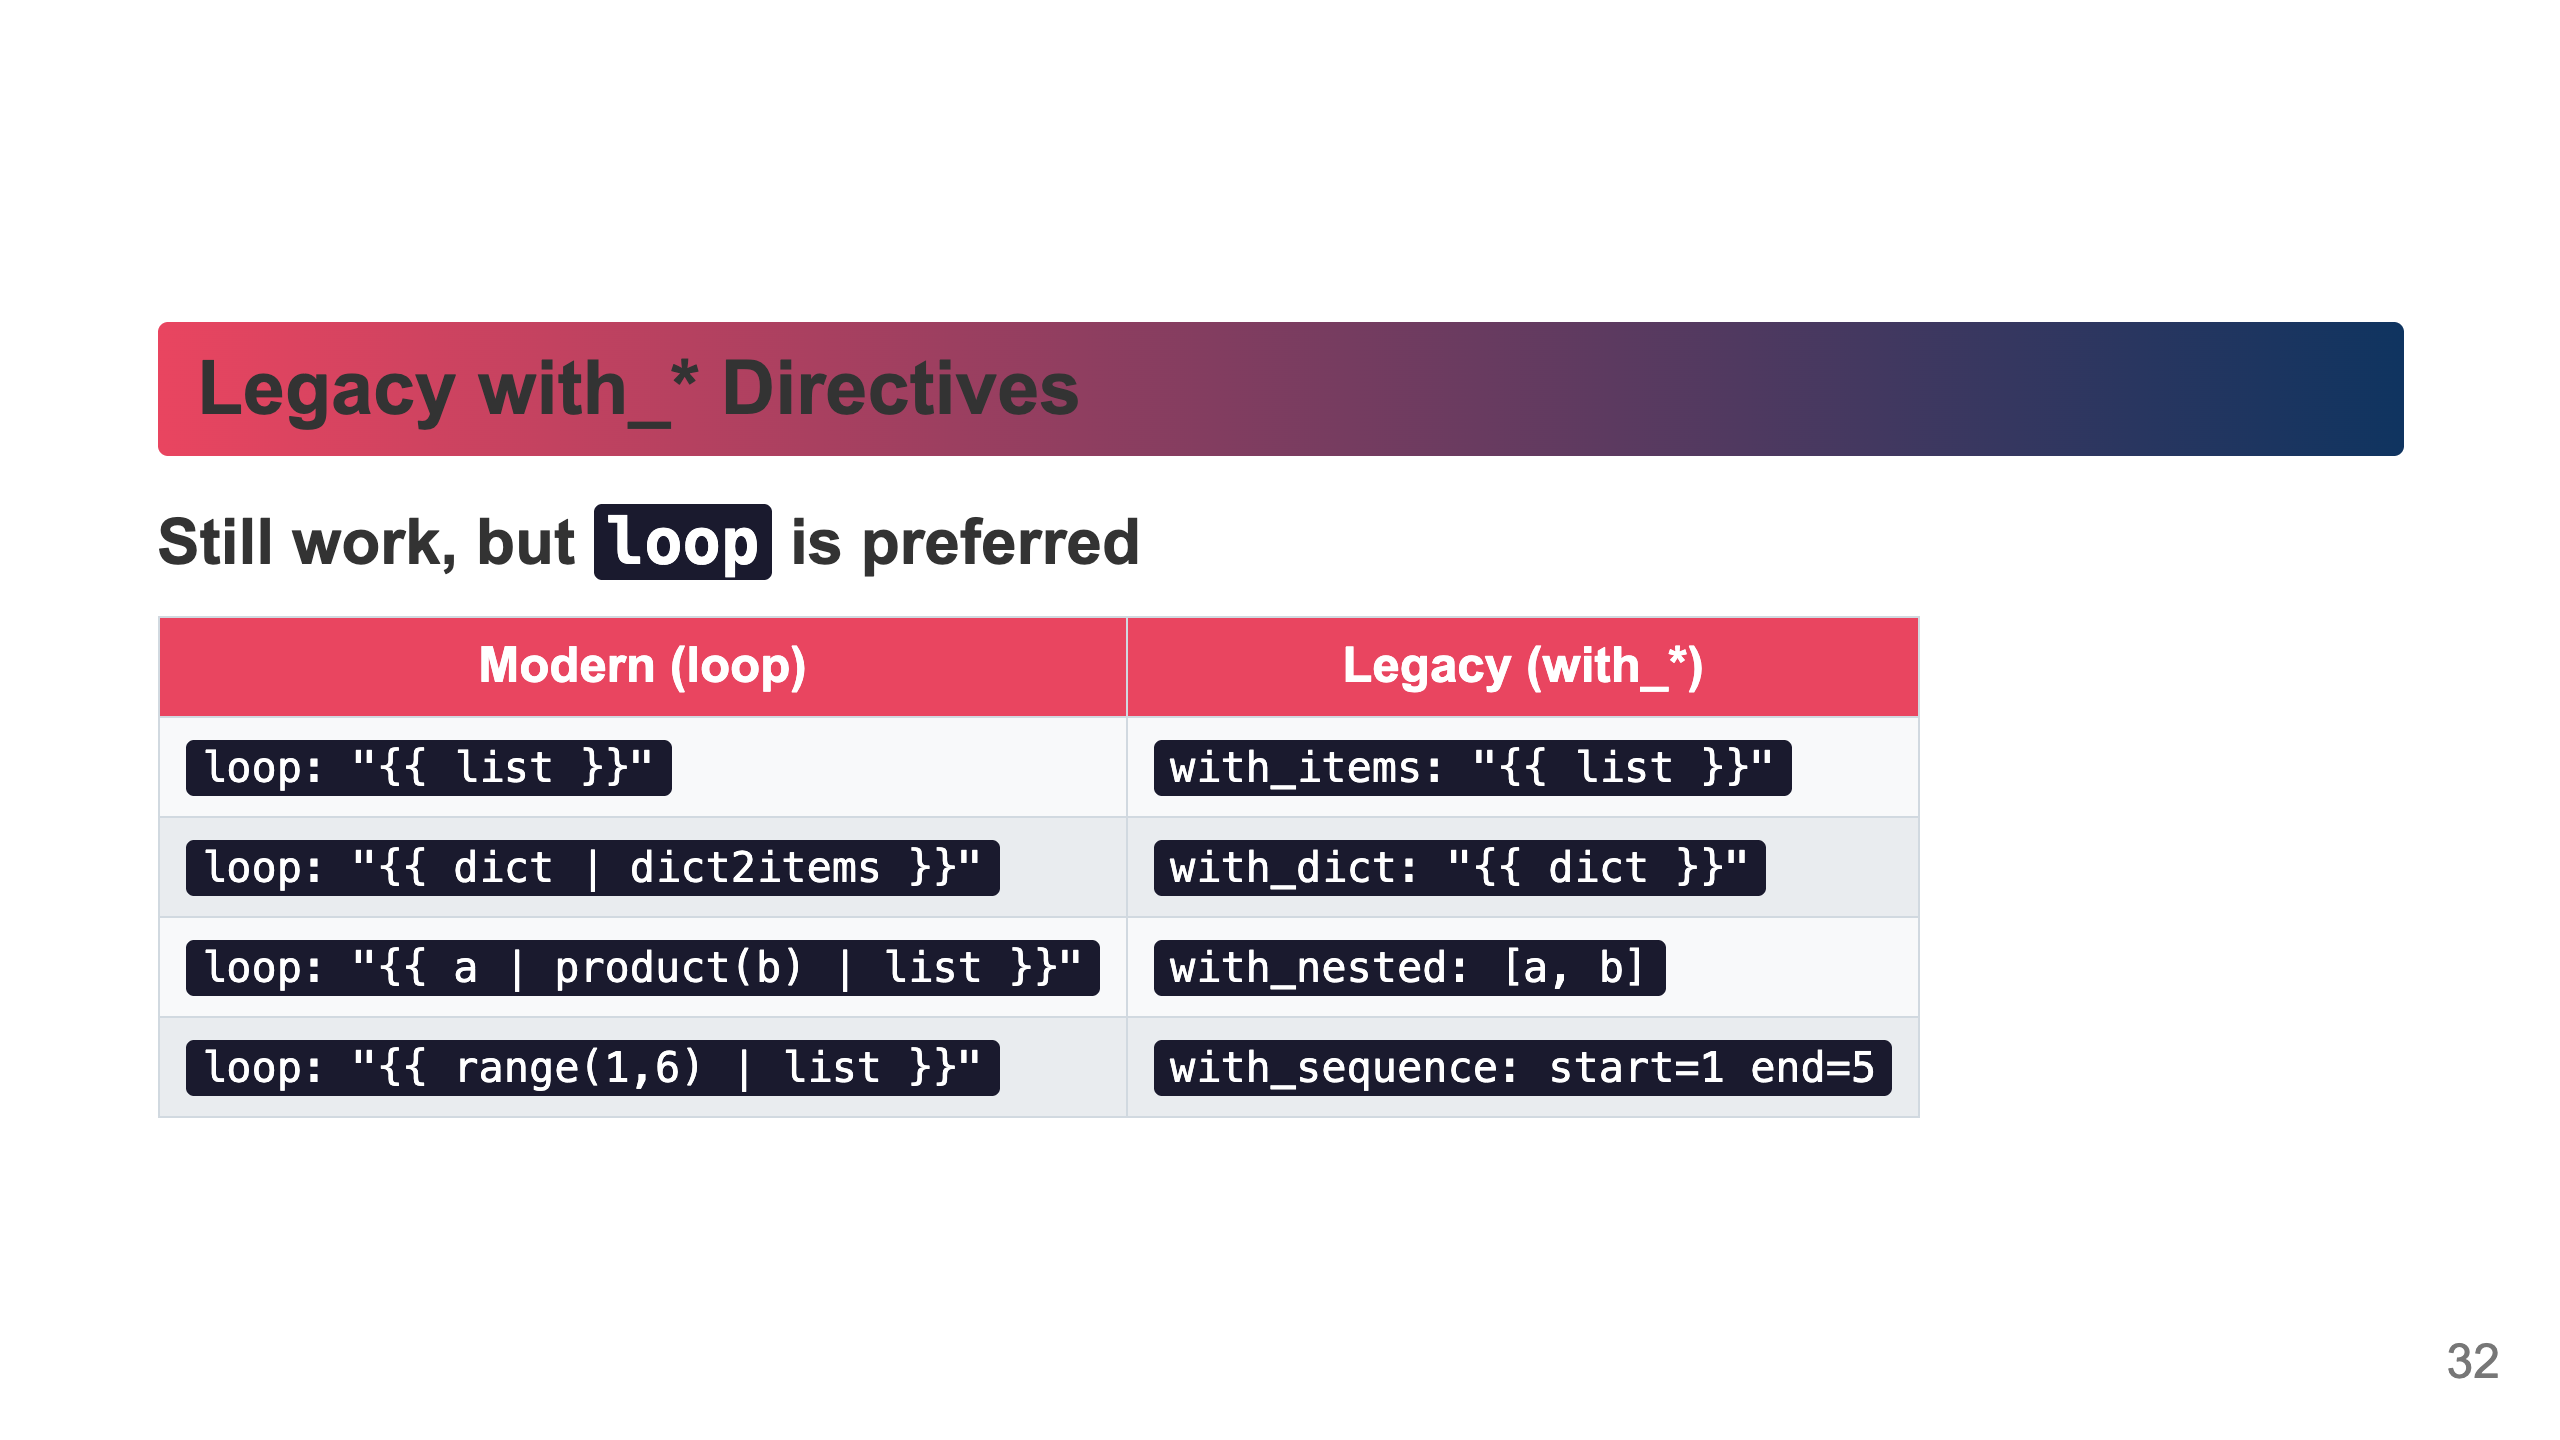 Legacy with_* Directives
Still work, but loop is preferred
Modern (loop) Legacy (with_*)
loop: "{{ list }}" with_items: "{{ list }}"
loop: "{{ dict | dict2items }}" with_dict: "{{ dict }}"
loop: "{{ a | product(b) | list }}" with_nested: [a, b]
loop: "{{ range(1,6) | list }}" with_sequence: start=1 end=5
32